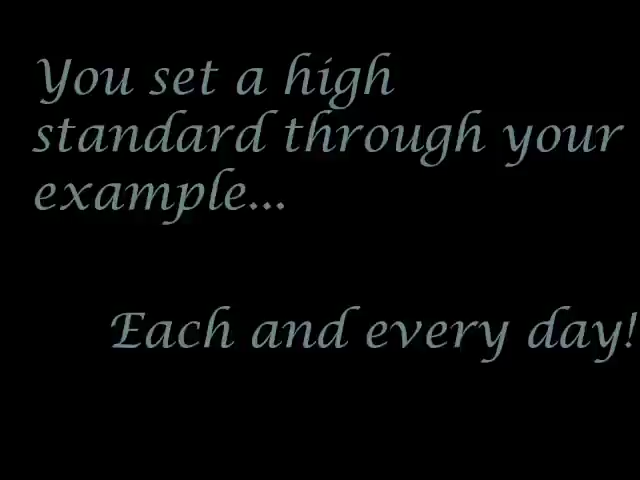 You set a high
standard through your
example...
Each and every day!